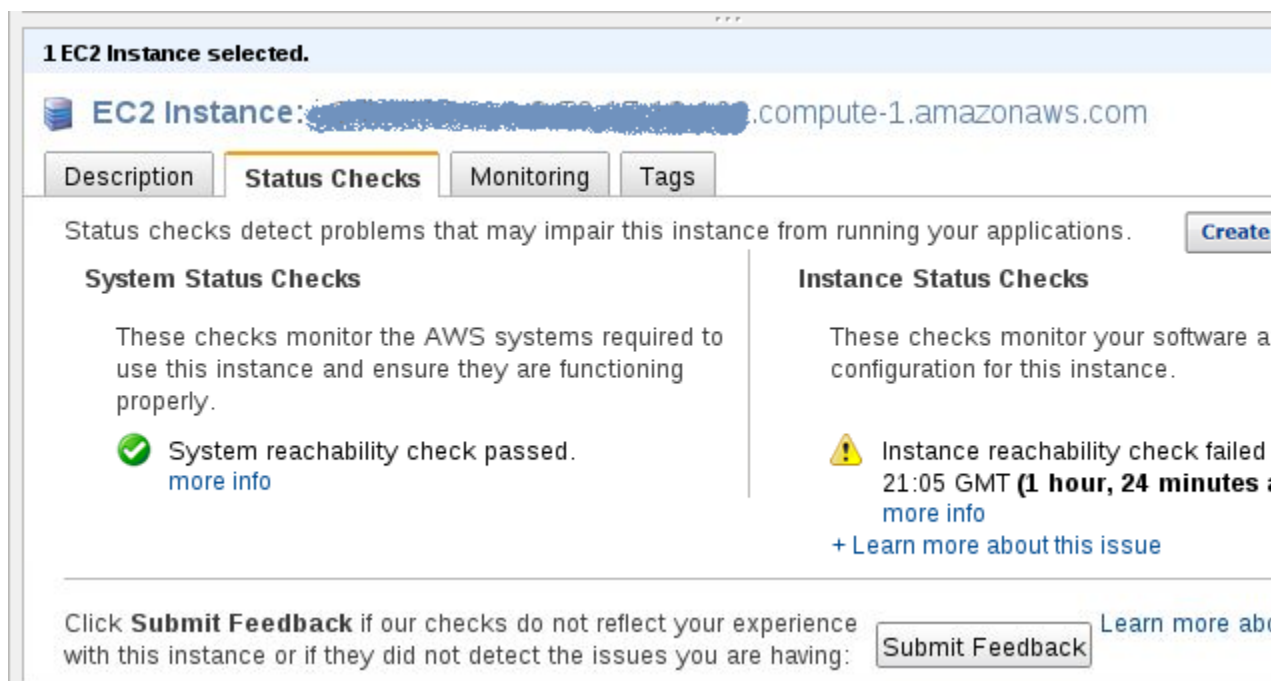 1 EC2 Instance selected.
EC2 Instance: .compute-1.amazonaws.com
Description
Status Checks
Monitoring
Tags
Status checks detect problems that may impair this instance from running your applications.
Create
System Status Checks
These checks monitor the AWS systems required to
use this instance and ensure they are functioning
properly.
System reachability check passed.
more info
Instance Status Checks
These checks monitor your software
configuration for this instance.
Instance reachability check failed
21:05 GMT (1 hour, 24 minutes
more info
+ Learn more about this issue
Click Submit Feedback if our checks do not reflect your experience
with this instance or if they did not detect the issues you are having:
Submit Feedback
Learn more